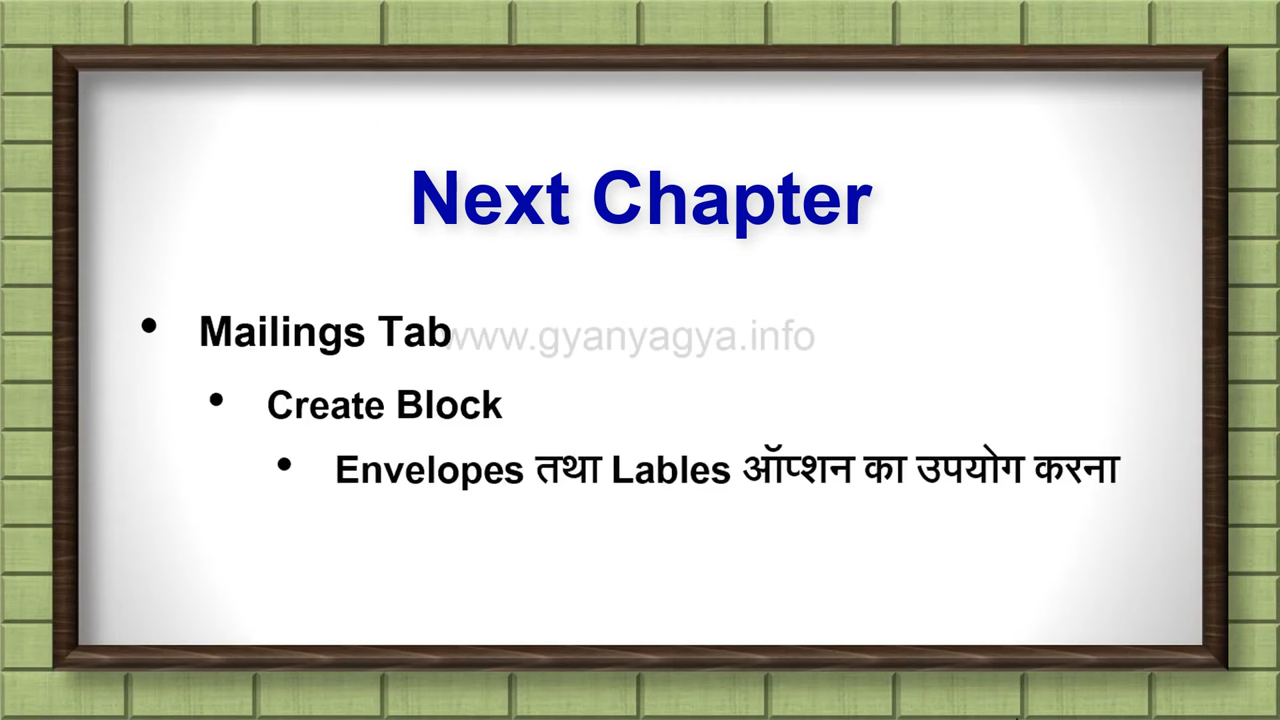 Next Chapter
• Mailings Tab
www.gyanyagya.info
• Create Block
• Envelopes तथा Lables ऑप्शन का उपयोग करना